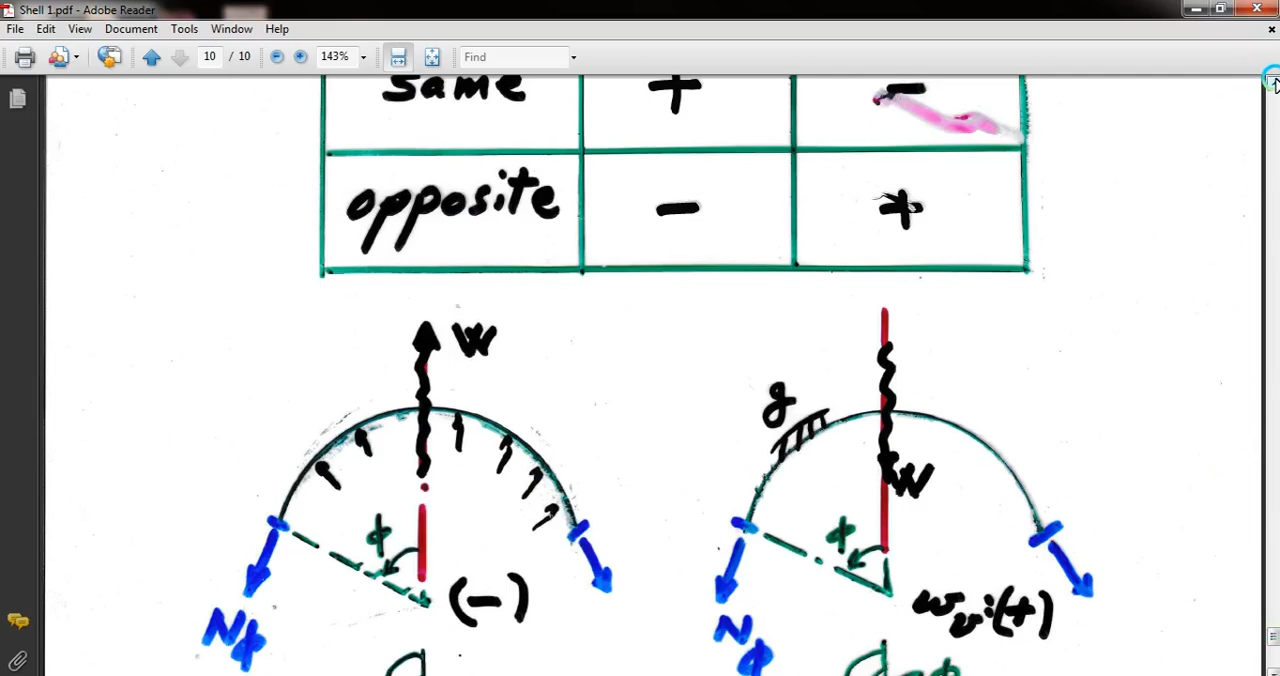 Shell 1.pdf - Adobe Reader
File Edit View Document Tools Window Help
10 / 10 143% Find
same + -
opposite - +
W
g
W
ϕ
(-)
Nϕ
ϕ
wv:(+)
Nϕ